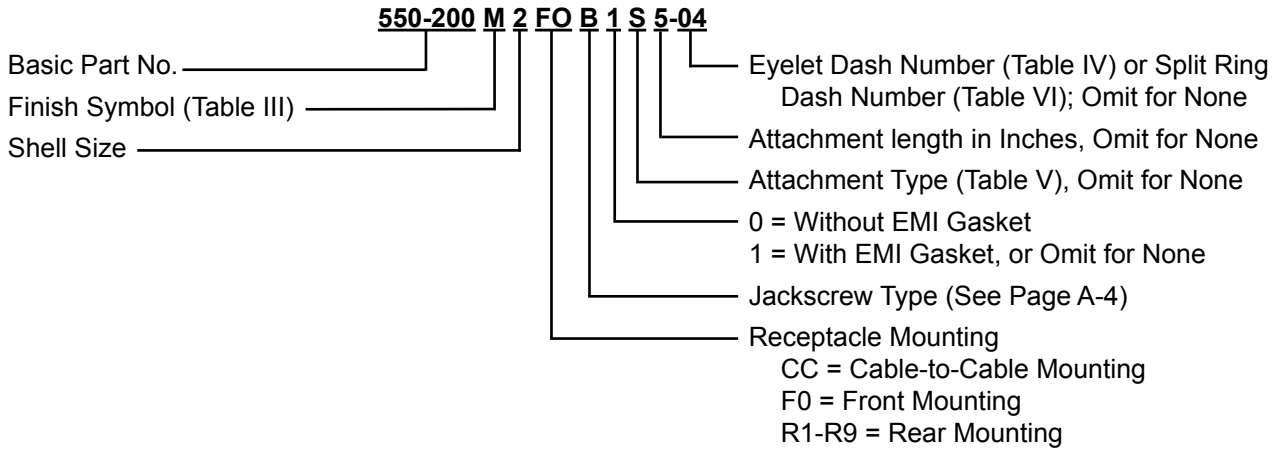 550-200 M 2 FO B 1 S 5-04
Basic Part No.
Finish Symbol (Table III)
Shell Size
Eyelet Dash Number (Table IV) or Split Ring
Dash Number (Table VI); Omit for None
Attachment length in Inches, Omit for None
Attachment Type (Table V), Omit for None
0 = Without EMI Gasket
1 = With EMI Gasket, or Omit for None
Jackscrew Type (See Page A-4)
Receptacle Mounting
CC = Cable-to-Cable Mounting
F0 = Front Mounting
R1-R9 = Rear Mounting